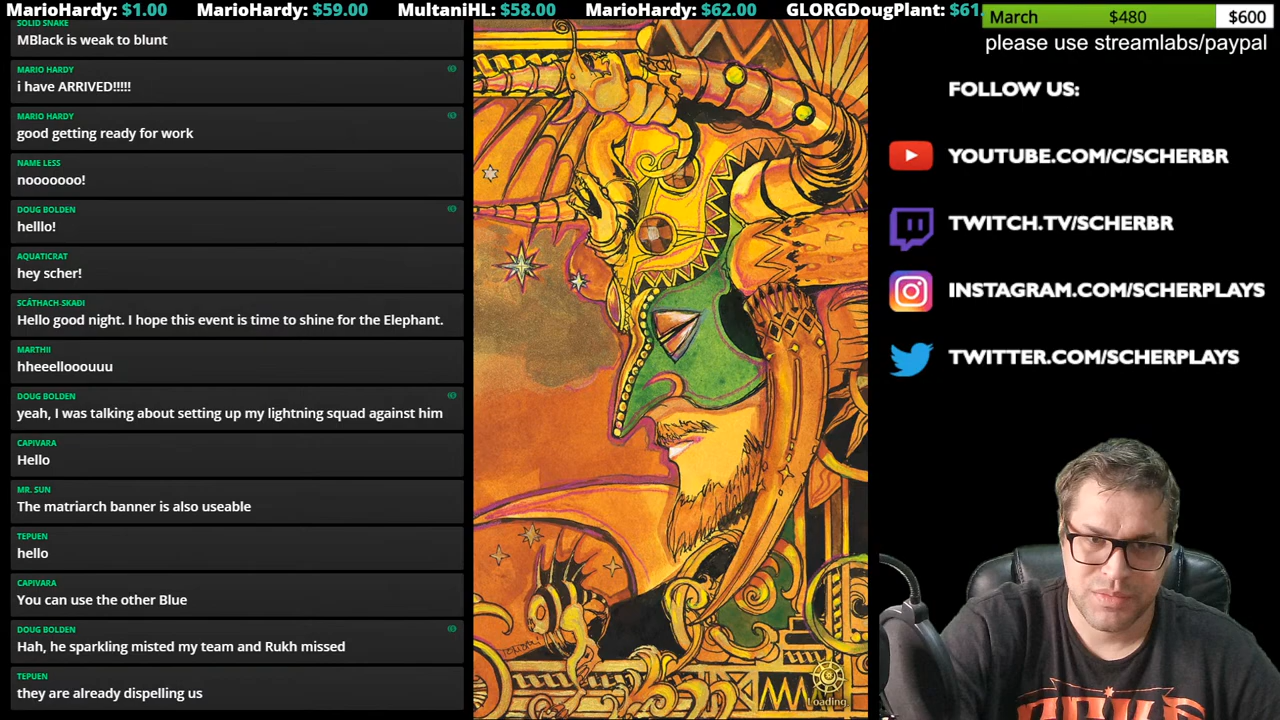 MarioHardy: $1.00 MarioHardy: $59.00 MultaniHL: $58.00 MarioHardy: $62.00 GLORGDougPlant: $61
March $480 $600
please use streamlabs/paypal
SOLID SNAKE
MBlack is weak to blunt
MARIO HARDY
i have ARRIVED!!!!!
MARIO HARDY
good getting ready for work
NAME LESS
nooooooo!
DOUG BOLDEN
helllo!
AQUATICRAT
hey scher!
SCÁTHACH-SKAÐI
Hello good night. I hope this event is time to shine for the Elephant.
MARTHII
hheeellooouuu
DOUG BOLDEN
yeah, I was talking about setting up my lightning squad against him
CAPIVARA
Hello
MR. SUN
The matriarch banner is also useable
TEPUEN
hello
CAPIVARA
You can use the other Blue
DOUG BOLDEN
Hah, he sparkling misted my team and Rukh missed
TEPUEN
they are already dispelling us
Loading
FOLLOW US:
YOUTUBE.COM/C/SCHERBR
TWITCH.TV/SCHERBR
INSTAGRAM.COM/SCHERPLAYS
TWITTER.COM/SCHERPLAYS